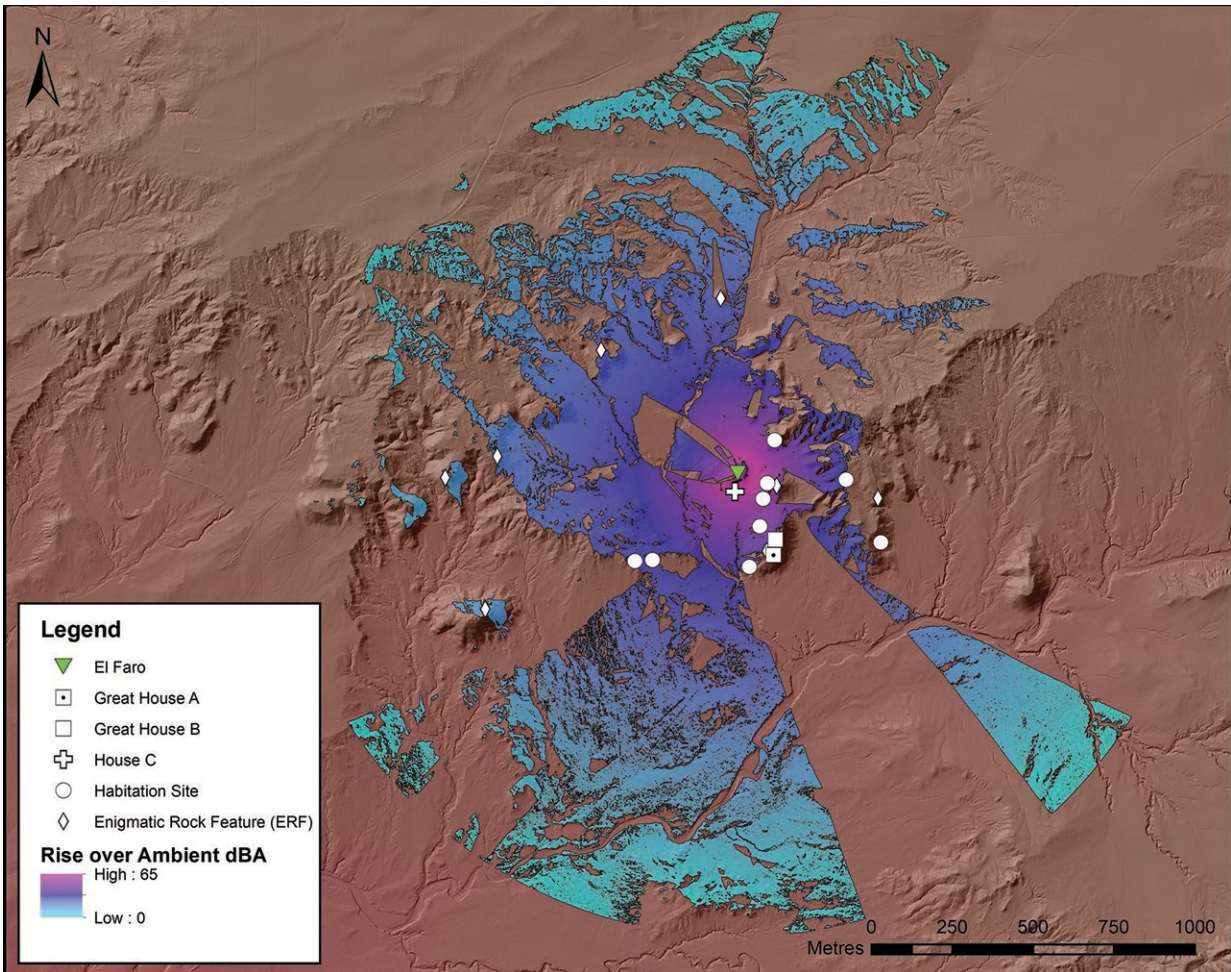 N
Legend
El Faro
Great House A
Great House B
House C
Habitation Site
Enigmatic Rock Feature (ERF)
Rise over Ambient dBA
High : 65
Low : 0
0 250 500 750 1000
Metres